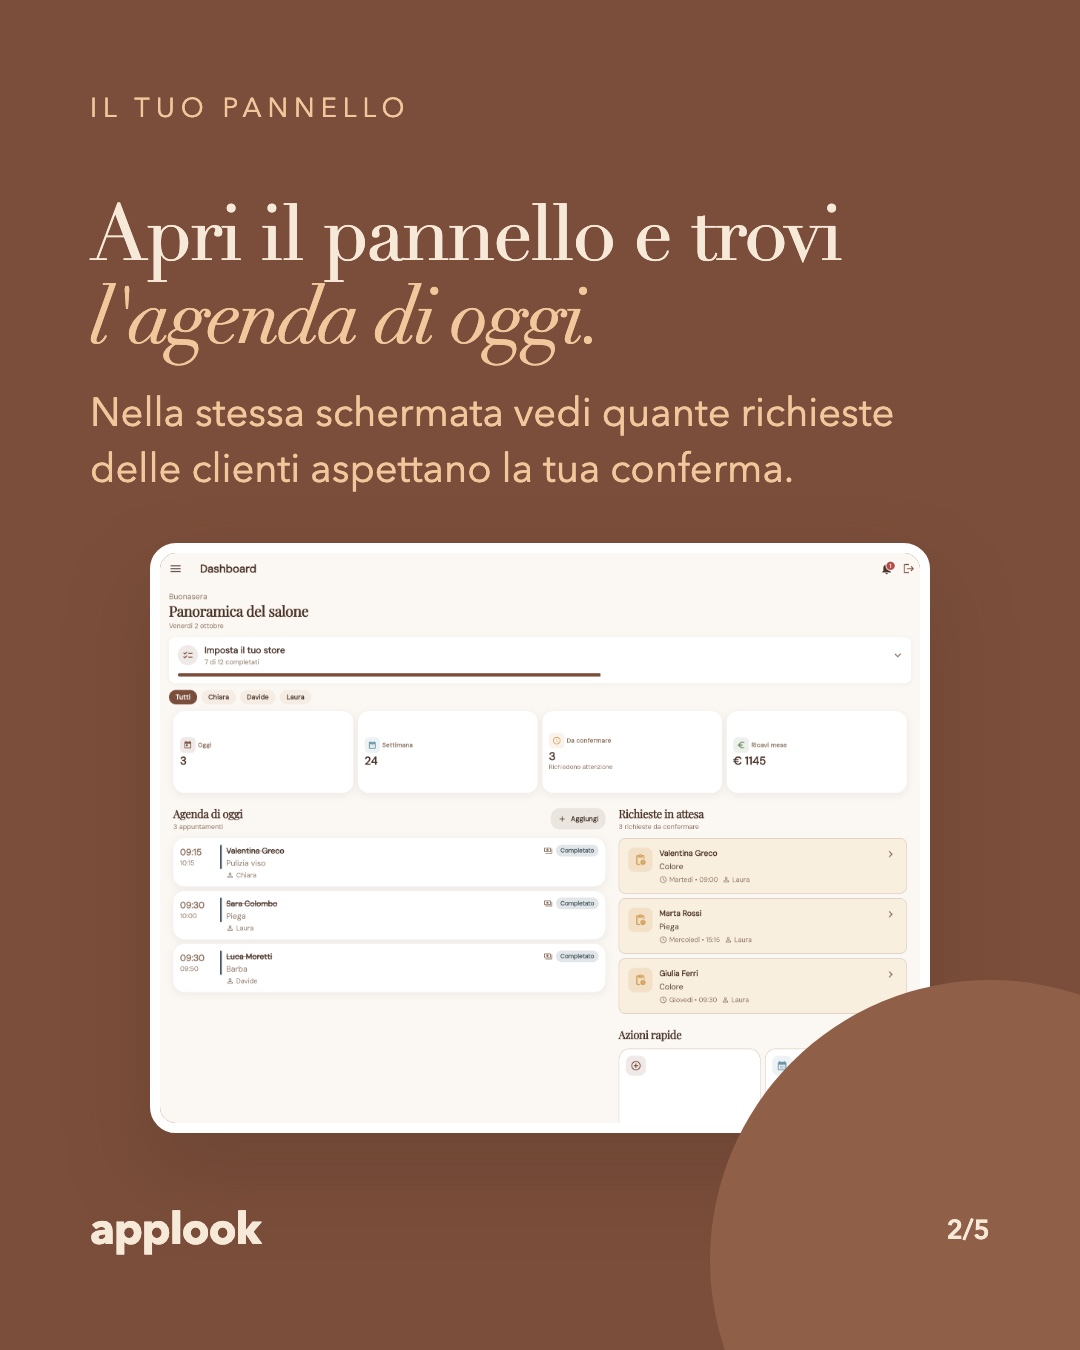 IL TUO PANNELLO
Apri il pannello e trovi
l'agenda di oggi.
Nella stessa schermata vedi quante richieste
delle clienti aspettano la tua conferma.
Dashboard
1
Buonasera
Panoramica del salone
Venerdì 2 ottobre
Imposta il tuo store
7 di 12 completati
Tutti Chiara Davide Laura
Oggi
3
Settimana
24
Da confermare
3
Richiedono attenzione
Ricavi mese
€ 1145
Agenda di oggi
3 appuntamenti
+ Aggiungi
09:15
10:15
Valentina Greco
Pulizia viso
Chiara
Completato
09:30
10:00
Sara Colombo
Piega
Laura
Completato
09:30
09:50
Luca Moretti
Barba
Davide
Completato
Richieste in attesa
3 richieste da confermare
Valentina Greco
Colore
Martedì • 09:00 Laura
Marta Rossi
Piega
Mercoledì • 15:15 Laura
Giulia Ferri
Colore
Giovedì • 09:30 Laura
Azioni rapide
applook
2/5